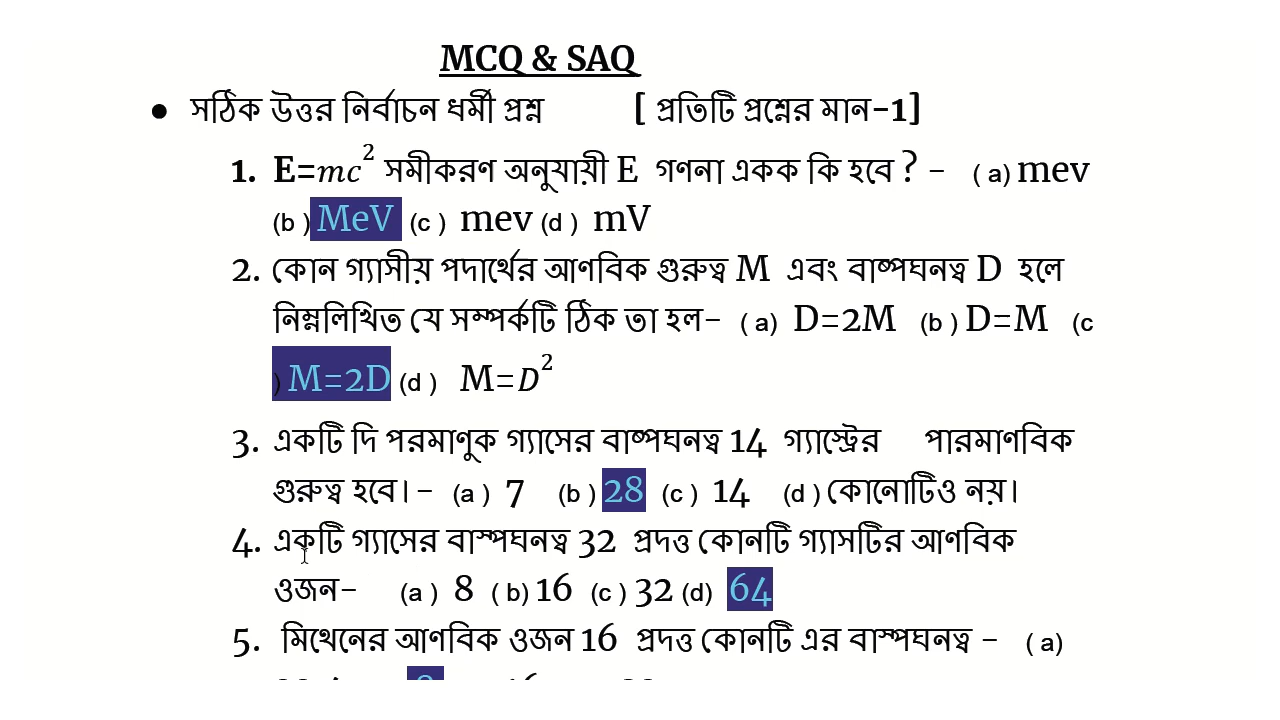 MCQ & SAQ
● সঠিক উত্তর নির্বাচন ধর্মী প্রশ্ন [ প্রতিটি প্রশ্নের মান-1]
1. E=mc² সমীকরণ অনুযায়ী E গণনা একক কি হবে ? - ( a) mev
(b ) MeV (c ) mev (d ) mV
2. কোন গ্যাসীয় পদার্থের আণবিক গুরুত্ব M এবং বাষ্পঘনত্ব D হলে
নিম্নলিখিত যে সম্পর্কটি ঠিক তা হল- ( a) D=2M (b ) D=M (c
) M=2D (d ) M=D²
3. একটি দি পরমাণুক গ্যাসের বাষ্পঘনত্ব 14 গ্যাস্ট্রের পারমাণবিক
গুরুত্ব হবে। - (a ) 7 (b ) 28 (c ) 14 (d ) কোনোটিও নয়।
4. একটি গ্যাসের বাস্পঘনত্ব 32 প্রদত্ত কোনটি গ্যাসটির আণবিক
ওজন- (a ) 8 ( b) 16 (c ) 32 (d) 64
5. মিথেনের আণবিক ওজন 16 প্রদত্ত কোনটি এর বাস্পঘনত্ব - ( a)